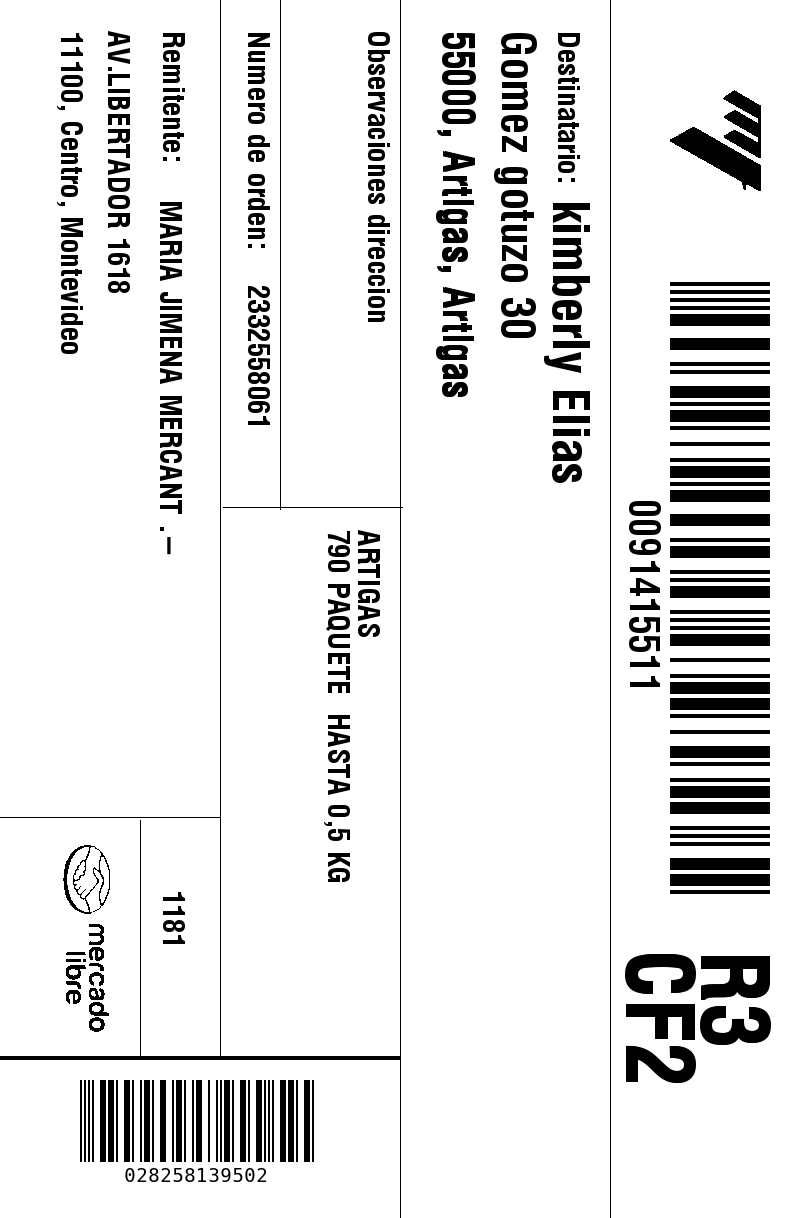 0091415511
R3
CF2
Destinatario: kimberly Elias
Gomez gotuzo 30
55000, ArtIgas, ArtIgas
Observaciones direccion
ARTIGAS
790 PAQUETE HASTA 0,5 KG
Numero de orden: 2332558061
Remitente: MARIA JIMENA MERCANT .-
AV.LIBERTADOR 1618
11100, Centro, Montevideo
1181
mercado
libre
028258139502